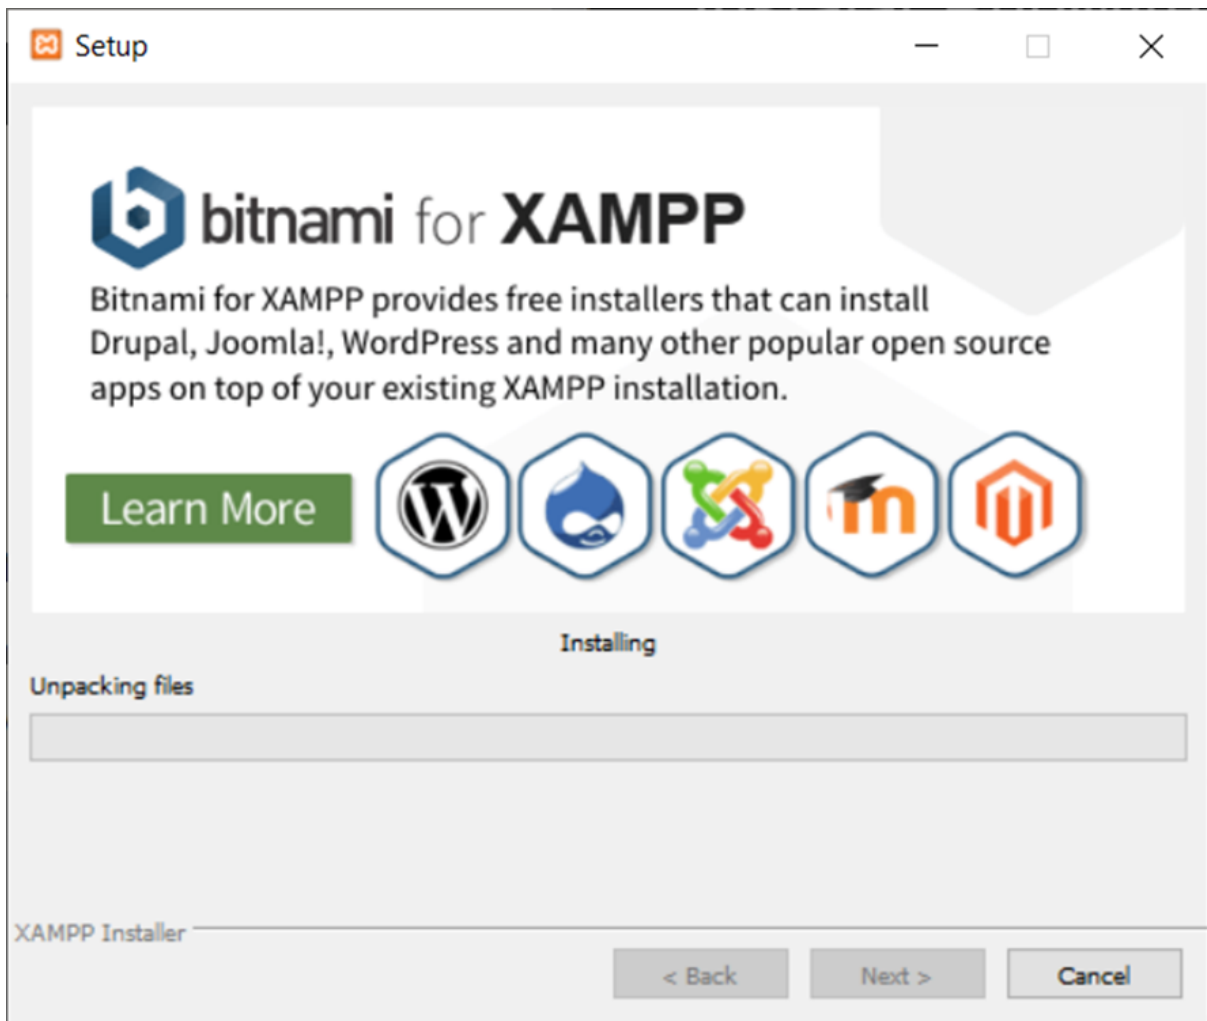 Setup
bitnami for XAMPP
Bitnami for XAMPP provides free installers that can install
Drupal, Joomla!, WordPress and many other popular open source
apps on top of your existing XAMPP installation.
Learn More
Installing
Unpacking files
XAMPP Installer
< Back Next > Cancel